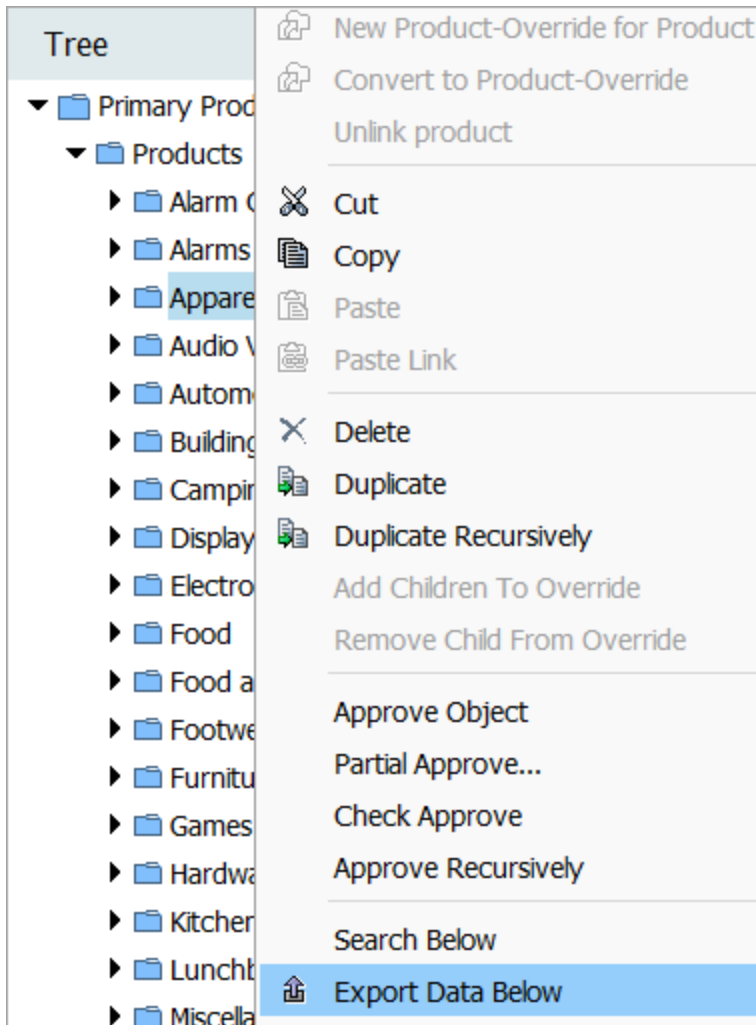 Tree
Primary Prod
Products
Alarm
Alarms
Appare
Audio
Autom
Building
Campin
Display
Electro
Food
Food a
Footwe
Furnitu
Games
Hardwa
Kitchen
Lunchb
Miscella
New Product-Override for Product
Convert to Product-Override
Unlink product
Cut
Copy
Paste
Paste Link
Delete
Duplicate
Duplicate Recursively
Add Children To Override
Remove Child From Override
Approve Object
Partial Approve...
Check Approve
Approve Recursively
Search Below
Export Data Below